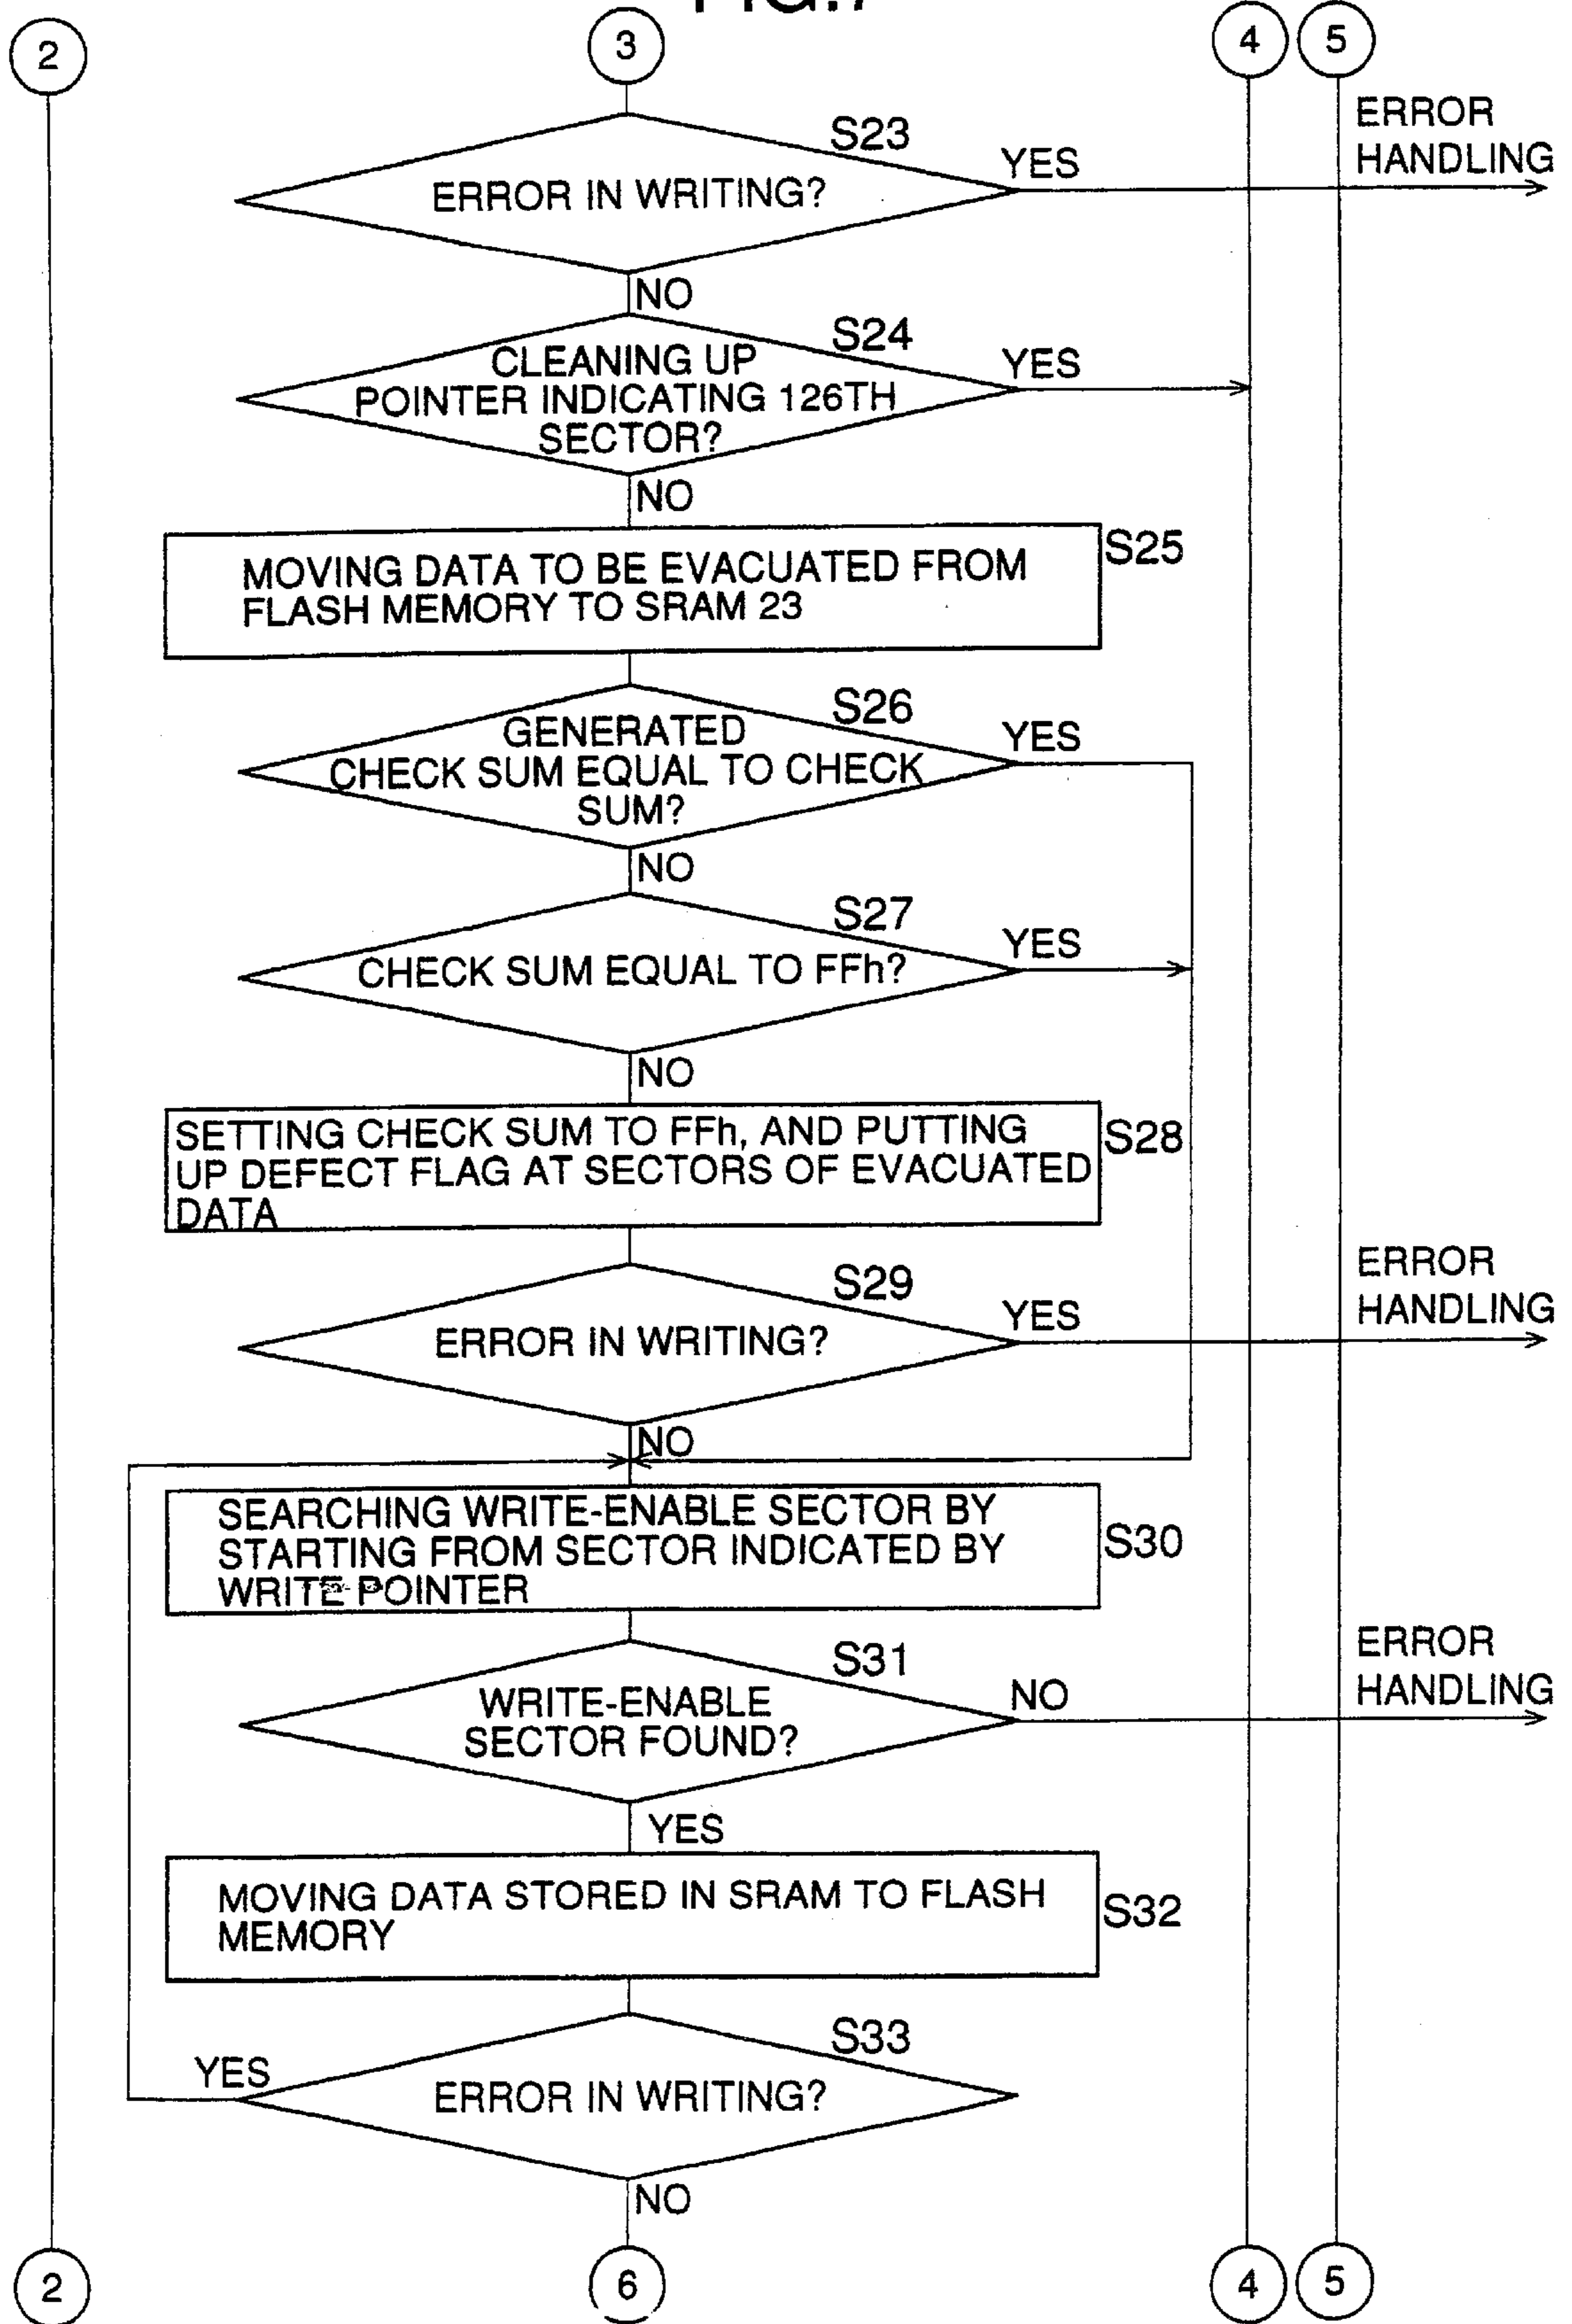 FIG.7
2
3
4
5
S23
ERROR IN WRITING?
YES
ERROR
HANDLING
NO
S24
CLEANING UP
POINTER INDICATING 126TH
SECTOR?
YES
NO
S25
MOVING DATA TO BE EVACUATED FROM
FLASH MEMORY TO SRAM 23
S26
GENERATED
CHECK SUM EQUAL TO CHECK
SUM?
YES
NO
S27
CHECK SUM EQUAL TO FFh?
YES
NO
S28
SETTING CHECK SUM TO FFh, AND PUTTING
UP DEFECT FLAG AT SECTORS OF EVACUATED
DATA
S29
ERROR IN WRITING?
YES
ERROR
HANDLING
NO
S30
SEARCHING WRITE-ENABLE SECTOR BY
STARTING FROM SECTOR INDICATED BY
WRITE POINTER
S31
WRITE-ENABLE
SECTOR FOUND?
NO
ERROR
HANDLING
YES
S32
MOVING DATA STORED IN SRAM TO FLASH
MEMORY
S33
YES
ERROR IN WRITING?
NO
2
6
4
5